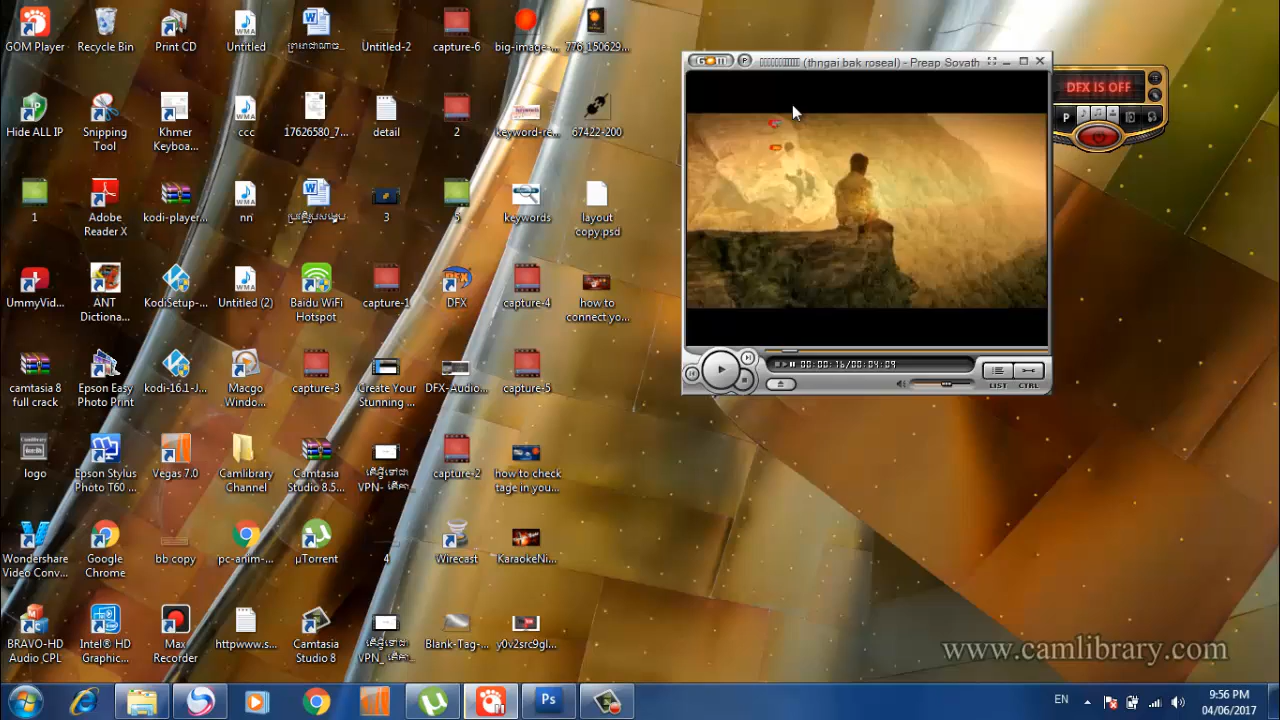 GOM Player
Recycle Bin
Print CD
Untitled
Untitled-2
capture-6
big-image-...
776_150629...
Hide ALL IP
Snipping
Tool
Khmer
Keyboa...
ccc
17626580_7...
detail
2
keyword-re...
67422-200
1
Adobe
Reader X
kodi-player...
nn
3
5
keywords
layout
copy.psd
UmmyVid...
ANT
Dictiona...
KodiSetup-...
Untitled (2)
Baidu WiFi
Hotspot
capture-1
DFX
capture-4
how to
connect yo...
camtasia 8
full crack
Epson Easy
Photo Print
kodi-16.1-J...
Macgo
Windo...
capture-3
Create Your
Stunning ...
DFX-Audio...
capture-5
logo
Epson Stylus
Photo T60 ...
Vegas 7.0
Camlibrary
Channel
Camtasia
Studio 8.5...
VPN- 
capture-2
how to check
tage in you...
Wondershare
Video Conv...
Google
Chrome
bb copy
pc-anim-...
µTorrent
4
Wirecast
KaraokeNi...
BRAVO-HD
Audio CPL
Intel® HD
Graphic...
Max
Recorder
httpwww.s...
Camtasia
Studio 8
VPN_
Blank-Tag-...
y0v2src9gl...
GOM
P
(thngai bak roseal) - Preap Sovath
00:00:16/00:04:09
LIST
CTRL
DFX IS OFF
P
www.camlibrary.com
Ps
EN
9:56 PM
04/06/2017